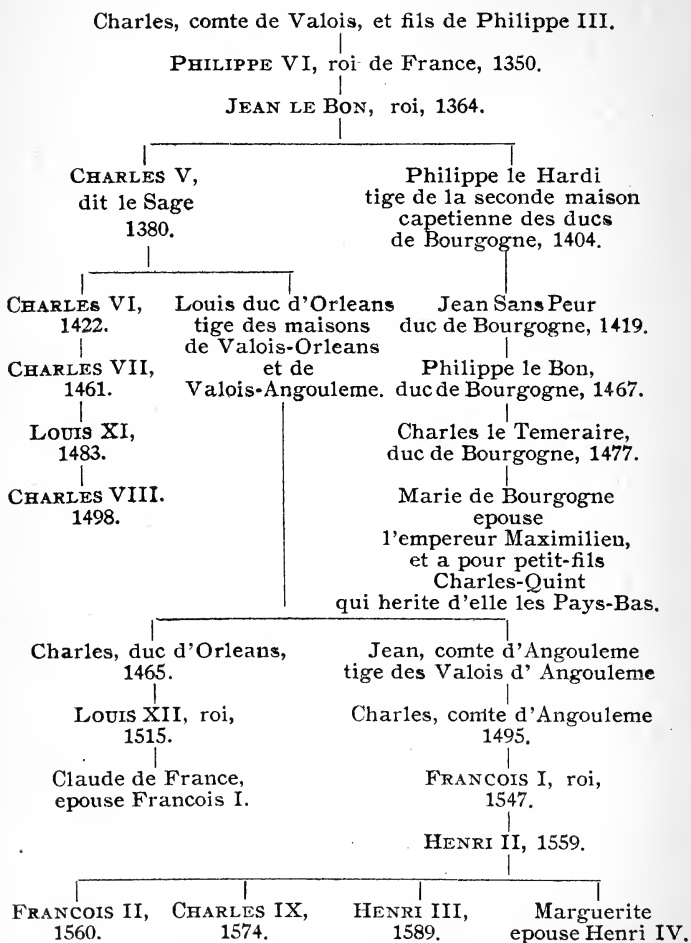 Charles, comte de Valois, et fils de Philippe III.
PHILIPPE VI, roi de France, 1350.
JEAN LE BON, roi, 1364.
CHARLES V,
dit le Sage
1380.
Philippe le Hardi
tige de la seconde maison
capetienne des ducs
de Bourgogne, 1404.
CHARLES VI,
1422.
CHARLES VII,
1461.
LOUIS XI,
1483.
CHARLES VIII.
1498.
Louis duc d'Orleans
tige des maisons
de Valois-Orleans
et de
Valois-Angouleme.
Jean Sans Peur
duc de Bourgogne, 1419.
Philippe le Bon,
duc de Bourgogne, 1467.
Charles le Temeraire,
duc de Bourgogne, 1477.
Marie de Bourgogne
epouse
l'empereur Maximilien,
et a pour petit-fils
Charles-Quint
qui herite d'elle les Pays-Bas.
Charles, duc d'Orleans,
1465.
LOUIS XII, roi,
1515.
Claude de France,
epouse Francois I.
Jean, comte d'Angouleme
tige des Valois d' Angouleme
Charles, comte d'Angouleme
1495.
FRANCOIS I, roi,
1547.
HENRI II, 1559.
FRANCOIS II,
1560.
CHARLES IX,
1574.
HENRI III,
1589.
Marguerite
epouse Henri IV.